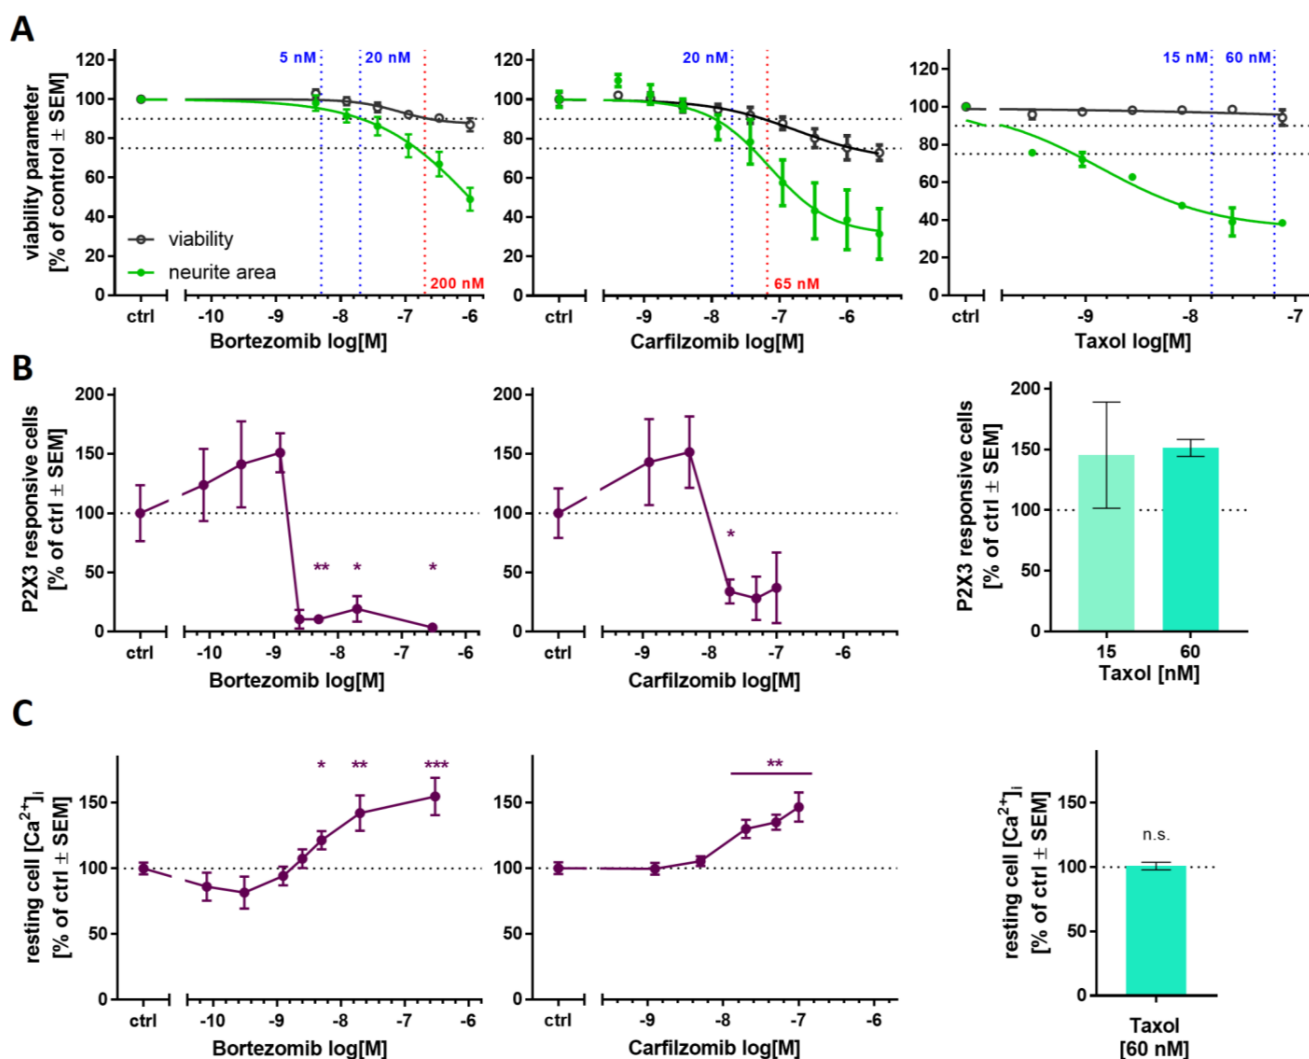 A
viability parameter
[% of control ± SEM]
120
100
80
60
40
20
0
5 nM
20 nM
200 nM
viability
neurite area
ctrl
-10
-9
-8
-7
-6
Bortezomib log[M]
120
100
80
60
40
20
0
20 nM
65 nM
ctrl
-9
-8
-7
-6
Carfilzomib log[M]
120
100
80
60
40
20
0
15 nM
60 nM
ctrl
-9
-8
-7
Taxol log[M]
B
P2X3 responsive cells
[% of ctrl ± SEM]
200
150
100
50
0
**
*
*
ctrl
-10
-9
-8
-7
-6
Bortezomib log[M]
200
150
100
50
0
*
ctrl
-9
-8
-7
-6
Carfilzomib log[M]
P2X3 responsive cells
[% of ctrl ± SEM]
200
150
100
50
0
15
60
Taxol [nM]
C
resting cell [Ca²⁺]ᵢ
[% of ctrl ± SEM]
150
100
50
0
*
**
***
ctrl
-10
-9
-8
-7
-6
Bortezomib log[M]
150
100
50
0
**
ctrl
-9
-8
-7
-6
Carfilzomib log[M]
resting cell [Ca²⁺]ᵢ
[% of ctrl ± SEM]
150
100
50
0
n.s.
Taxol
[60 nM]